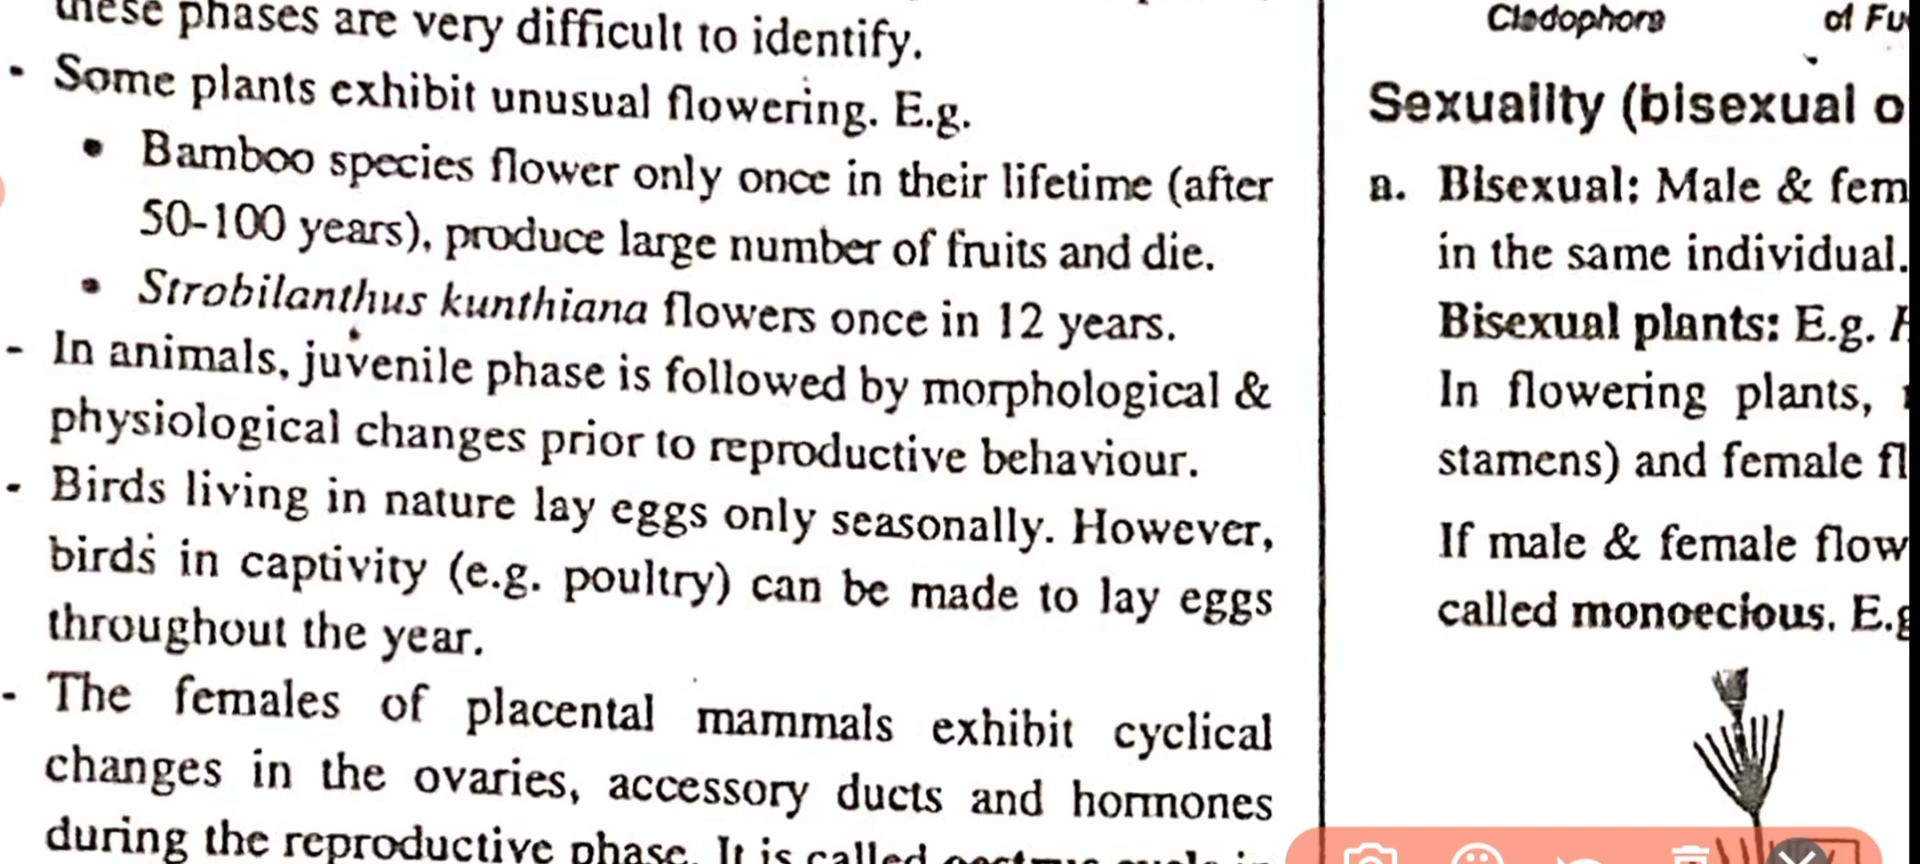 these phases are very difficult to identify.
- Some plants exhibit unusual flowering. E.g.
• Bamboo species flower only once in their lifetime (after
50-100 years), produce large number of fruits and die.
• Strobilanthus kunthiana flowers once in 12 years.
- In animals, juvenile phase is followed by morphological &
physiological changes prior to reproductive behaviour.
- Birds living in nature lay eggs only seasonally. However,
birds in captivity (e.g. poultry) can be made to lay eggs
throughout the year.
- The females of placental mammals exhibit cyclical
changes in the ovaries, accessory ducts and hormones
during the reproductive phase. It is called oestrus cycle in
Cladophora of Fu
Sexuality (bisexual o
a. Bisexual: Male & fem
in the same individual.
Bisexual plants: E.g.
In flowering plants,
stamens) and female fl
If male & female flow
called monoecious. E.g